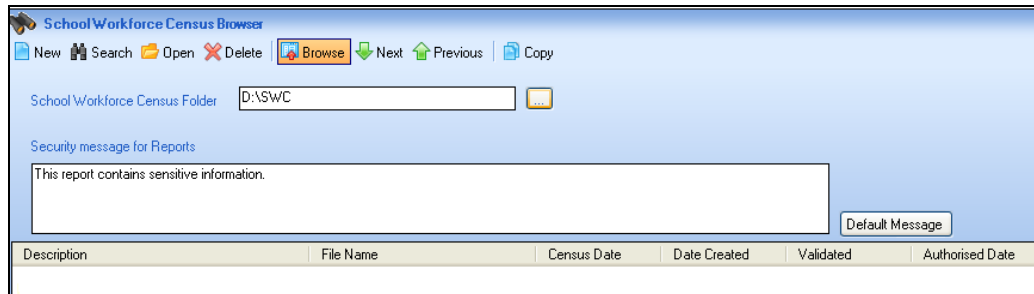 School Workforce Census Browser
New Search Open Delete Browse Next Previous Copy
School Workforce Census Folder D:\SWC ...
Security message for Reports
This report contains sensitive information.
Default Message
Description File Name Census Date Date Created Validated Authorised Date